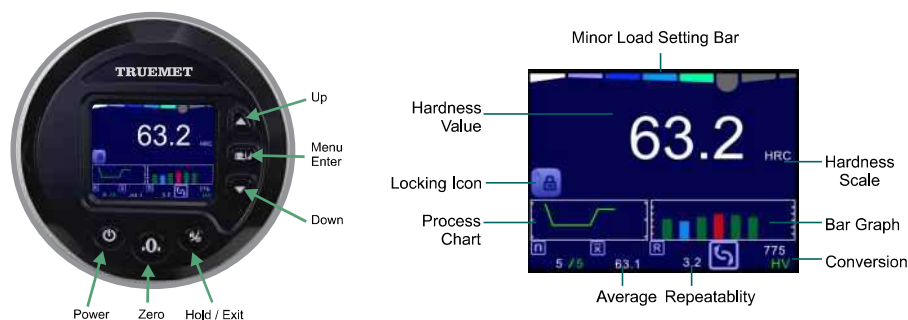 TRUEMET
63.2
HRC
Up
Menu
Enter
Down
Power
Zero
Hold / Exit
.0.
Minor Load Setting Bar
Hardness
Value
63.2
HRC
Hardness
Scale
Locking Icon
Process
Chart
Bar Graph
n
x̄
R
775
5 /5
63.1
3.2
HV
Conversion
Average
Repeatablity